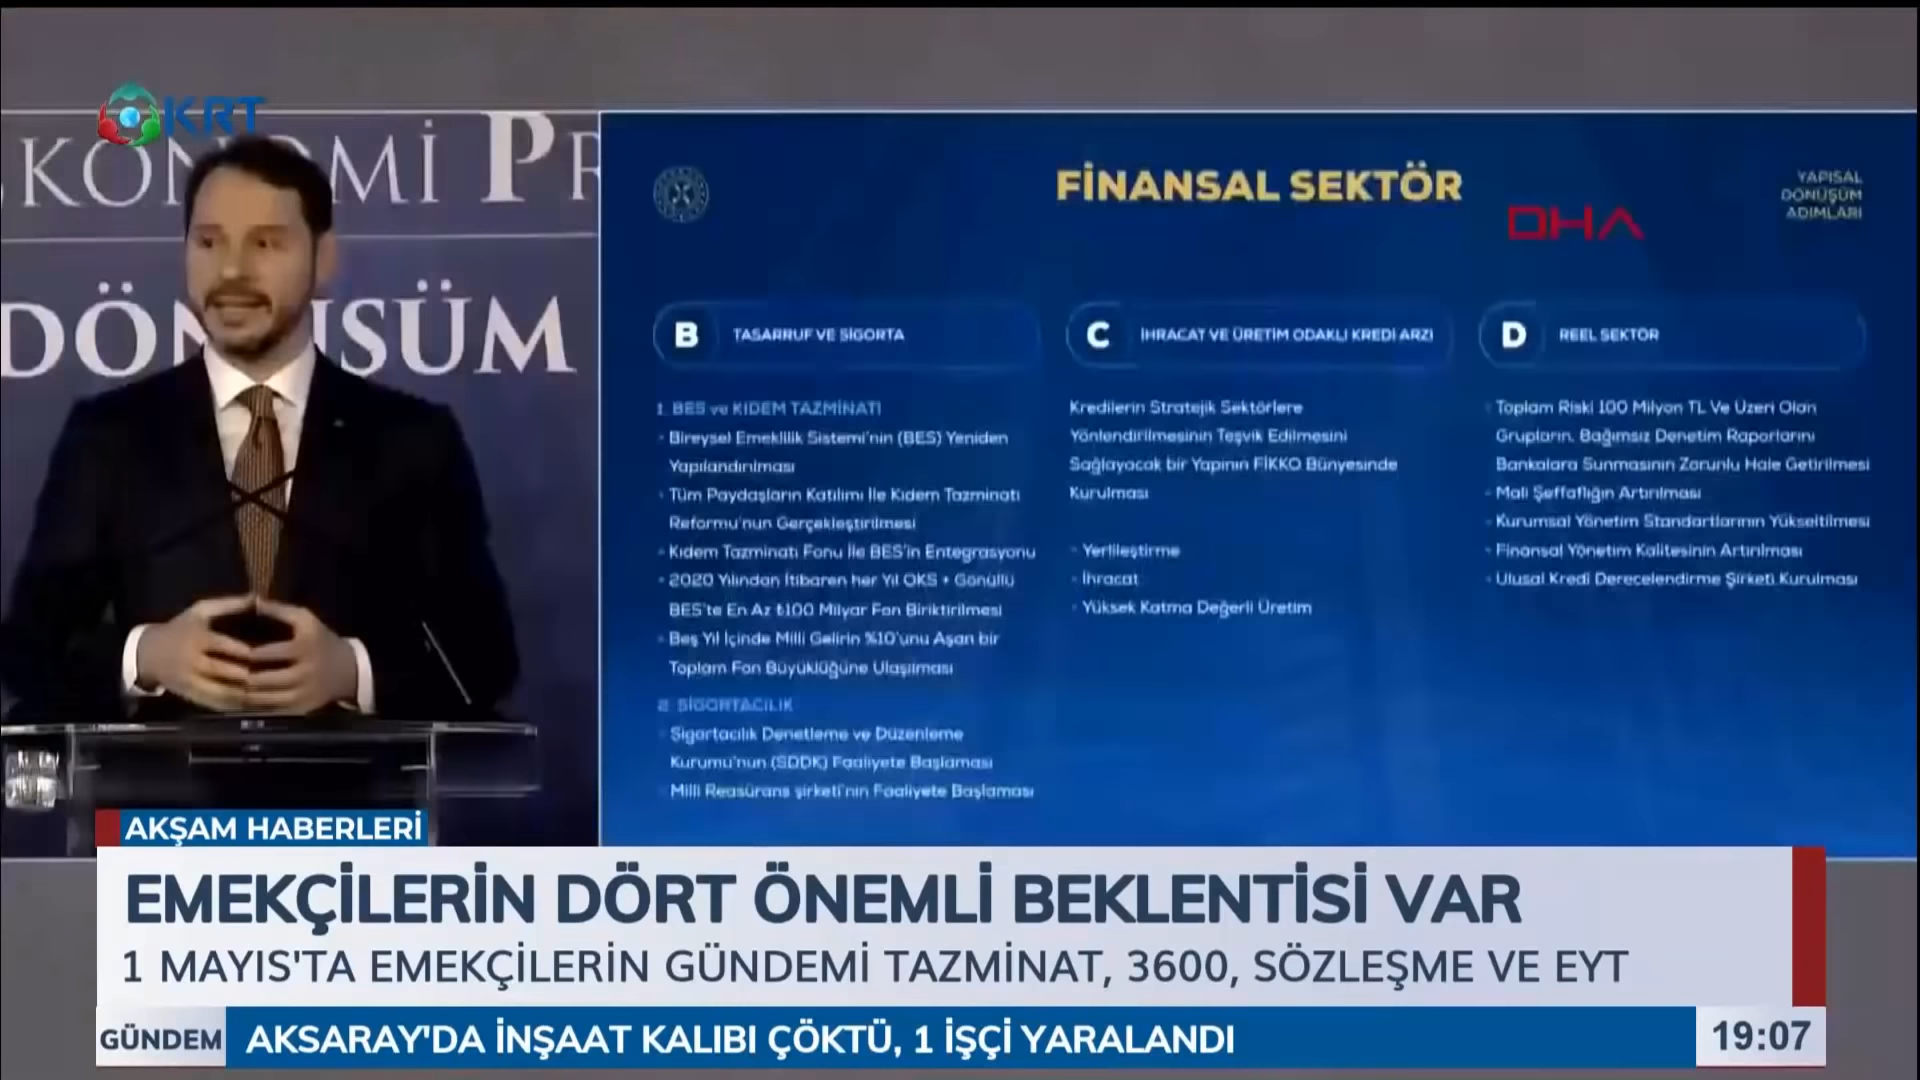 KRT
KONOMİ PR
DÖNÜŞÜM
FİNANSAL SEKTÖR
DHA
YAPISAL
DÖNÜŞÜM
ADIMLARI
B TASARRUF VE SİGORTA
1. BES ve KIDEM TAZMİNATI
- Bireysel Emeklilik Sistemi'nin (BES) Yeniden
Yapılandırılması
- Tüm Paydaşların Katılımı İle Kıdem Tazminatı
Reformu'nun Gerçekleştirilmesi
- Kıdem Tazminatı Fonu İle BES'in Entegrasyonu
- 2020 Yılından İtibaren her Yıl OKS + Gönüllü
BES'te En Az ₺100 Milyar Fon Biriktirilmesi
- Beş Yıl İçinde Milli Gelirin %10'unu Aşan bir
Toplam Fon Büyüklüğüne Ulaşılması
2. SİGORTACILIK
- Sigortacılık Denetleme ve Düzenleme
Kurumu'nun (SDDK) Faaliyete Başlaması
- Milli Reasürans şirketi'nin Faaliyete Başlaması
C İHRACAT VE ÜRETİM ODAKLI KREDİ ARZI
Kredilerin Stratejik Sektörlere
Yönlendirilmesinin Teşvik Edilmesini
Sağlayacak bir Yapının FİKKO Bünyesinde
Kurulması
- Yerlileştirme
- İhracat
- Yüksek Katma Değerli Üretim
D REEL SEKTÖR
- Toplam Riski 100 Milyon TL Ve Üzeri Olan
Grupların, Bağımsız Denetim Raporlarını
Bankalara Sunmasının Zorunlu Hale Getirilmesi
- Mali Şeffaflığın Artırılması
- Kurumsal Yönetim Standartlarının Yükseltilmesi
- Finansal Yönetim Kalitesinin Artırılması
- Ulusal Kredi Derecelendirme Şirketi Kurulması
AKŞAM HABERLERİ
EMEKÇİLERİN DÖRT ÖNEMLİ BEKLENTİSİ VAR
1 MAYIS'TA EMEKÇİLERİN GÜNDEMİ TAZMİNAT, 3600, SÖZLEŞME VE EYT
GÜNDEM AKSARAY'DA İNŞAAT KALIBI ÇÖKTÜ, 1 İŞÇİ YARALANDI 19:07